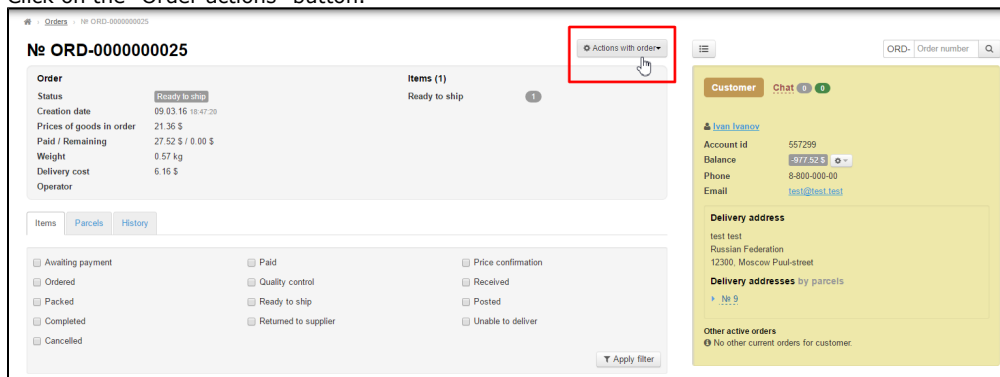 Click on the "Order actions" button.
Orders › № ORD-0000000025
№ ORD-0000000025
Actions with order
ORD- Order number
Order
Status Ready to ship
Creation date 09.03.16 18:47:20
Prices of goods in order 21.36 $
Paid / Remaining 27.52 $ / 0.00 $
Weight 0.57 kg
Delivery cost 6.16 $
Operator
Items (1)
Ready to ship 1
Items Parcels History
Awaiting payment Paid Price confirmation
Ordered Quality control Received
Packed Ready to ship Posted
Completed Returned to supplier Unable to deliver
Cancelled
Apply filter
Customer Chat 0 0
Ivan Ivanov
Account id 557299
Balance -977.52 $
Phone 8-800-000-00
Email test@test.test
Delivery address
test test
Russian Federation
12300, Moscow Puul-street
Delivery addresses by parcels
№ 9
Other active orders
No other current orders for customer.